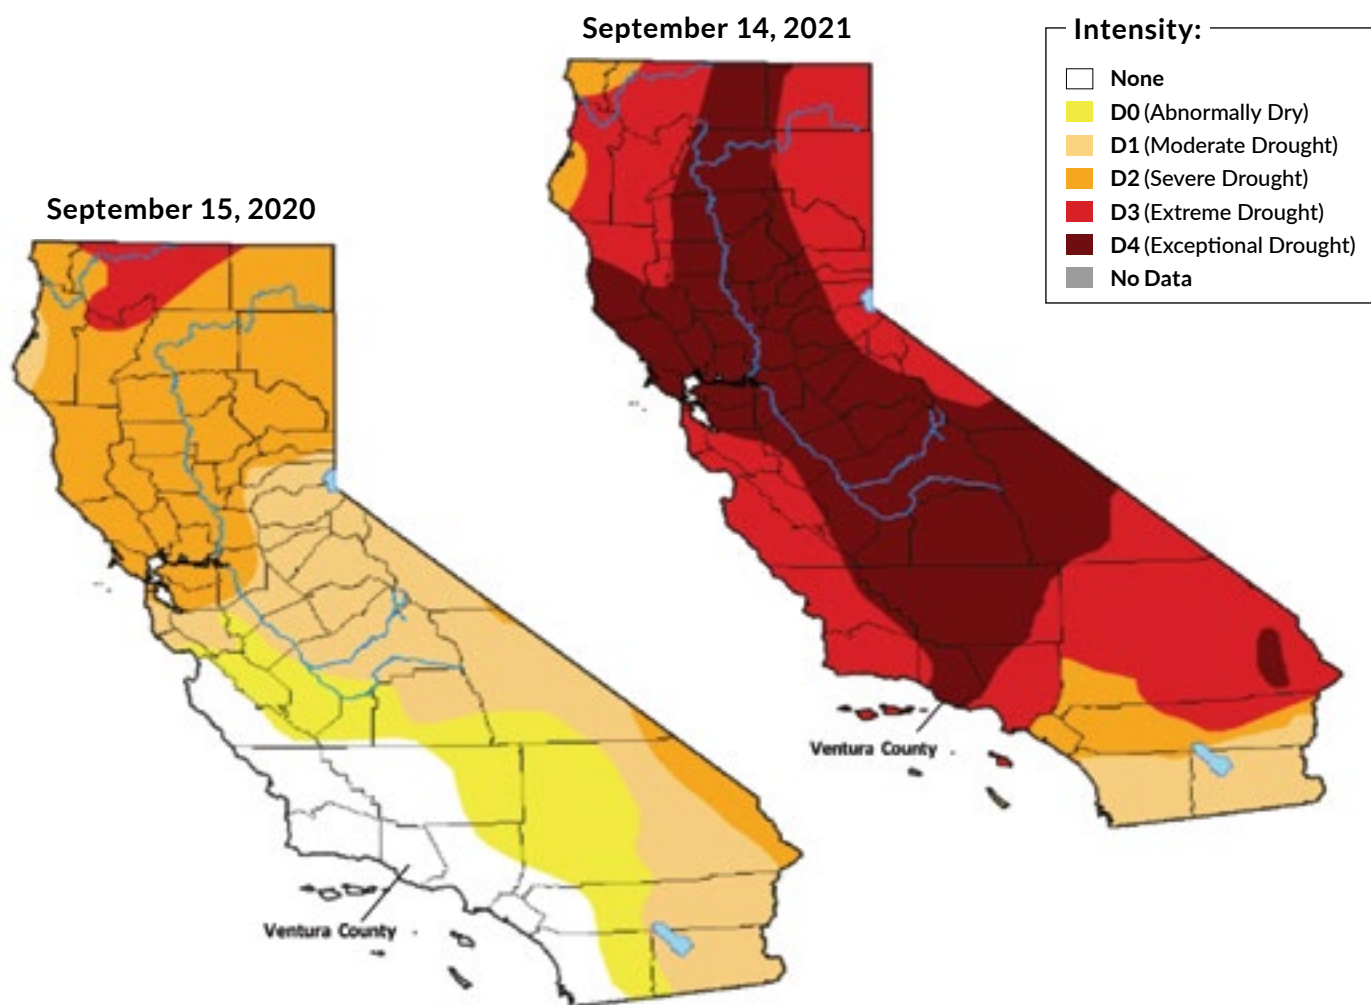 September 14, 2021
Intensity:
None
D0 (Abnormally Dry)
D1 (Moderate Drought)
D2 (Severe Drought)
D3 (Extreme Drought)
D4 (Exceptional Drought)
No Data
September 15, 2020
Ventura County
Ventura County